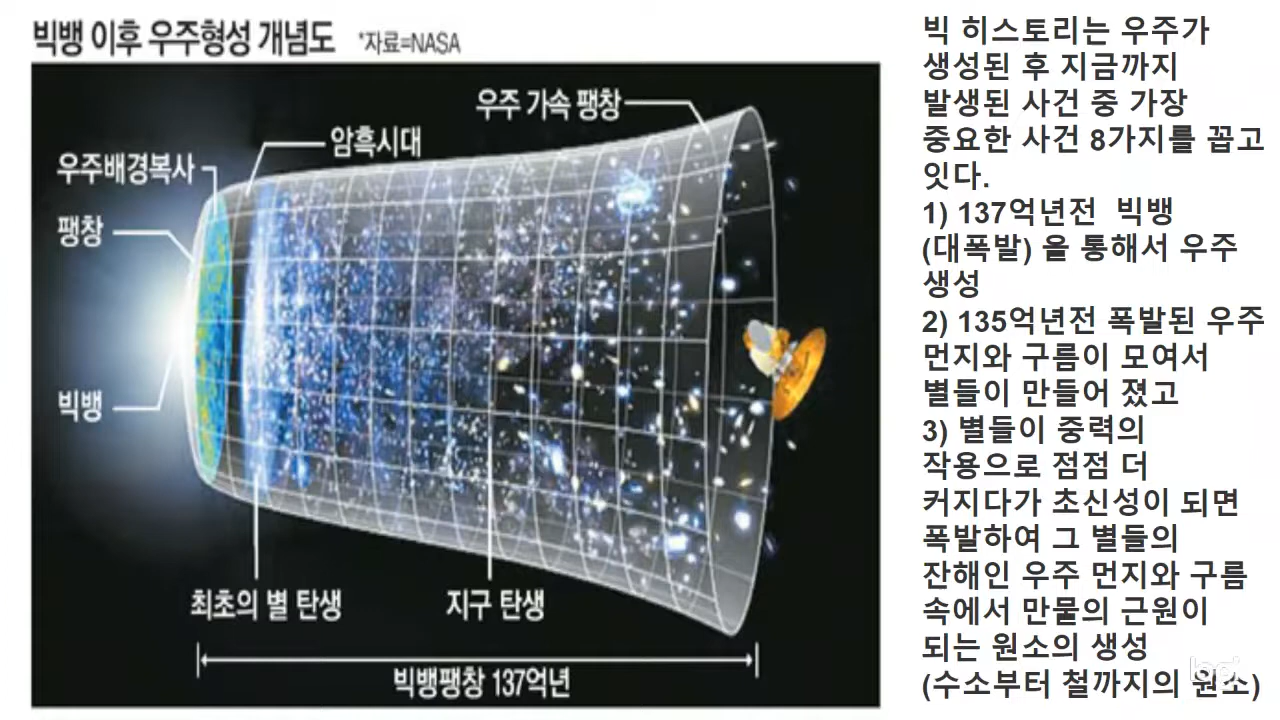 빅뱅 이후 우주형성 개념도 *자료=NASA
우주 가속 팽창
암흑시대
우주배경복사
팽창
빅뱅
최초의 별 탄생
지구 탄생
빅뱅팽창 137억년
빅 히스토리는 우주가
생성된 후 지금까지
발생된 사건 중 가장
중요한 사건 8가지를 꼽고
잇다.
1) 137억년전 빅뱅
(대폭발) 을 통해서 우주
생성
2) 135억년전 폭발된 우주
먼지와 구름이 모여서
별들이 만들어 졌고
3) 별들이 중력의
작용으로 점점 더
커지다가 초신성이 되면
폭발하여 그 별들의
잔해인 우주 먼지와 구름
속에서 만물의 근원이
되는 원소의 생성
(수소부터 철까지의 원소)